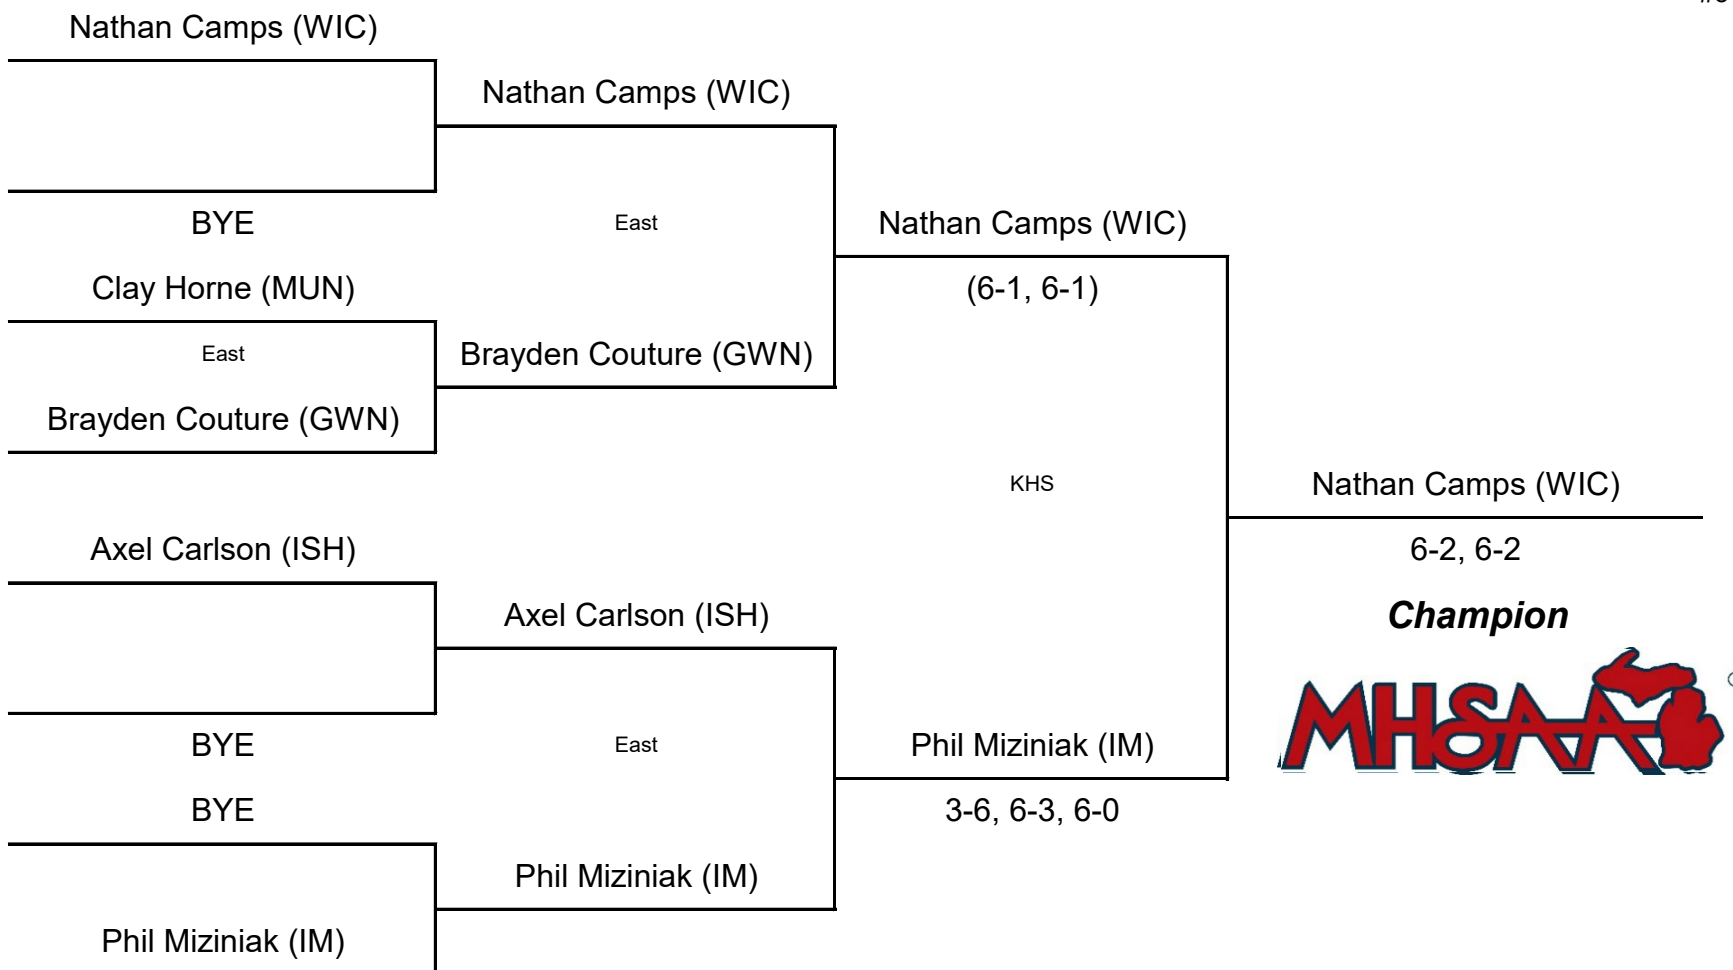 Nathan Camps (WIC)
Nathan Camps (WIC)
BYE
East
Nathan Camps (WIC)
Clay Horne (MUN)
(6-1, 6-1)
East
Brayden Couture (GWN)
Brayden Couture (GWN)
KHS
Nathan Camps (WIC)
Axel Carlson (ISH)
6-2, 6-2
Axel Carlson (ISH)
Champion
MHSAA
BYE
East
Phil Miziniak (IM)
BYE
3-6, 6-3, 6-0
Phil Miziniak (IM)
Phil Miziniak (IM)